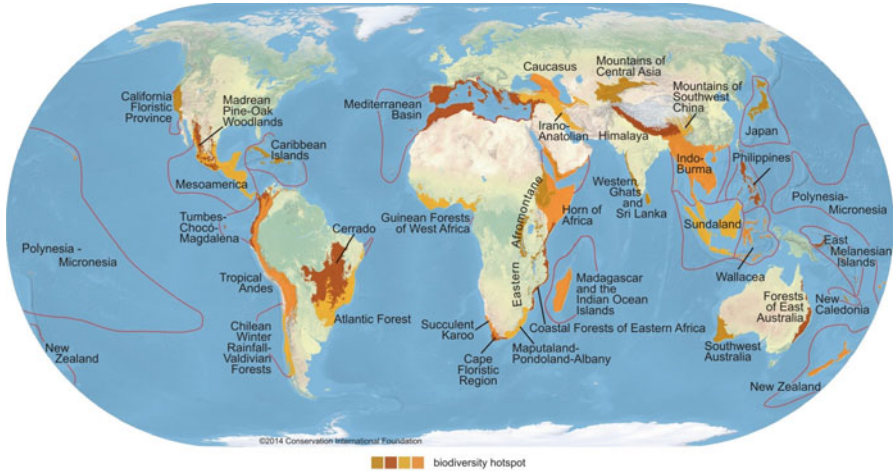 California
Floristic
Province
Madrean
Pine-Oak
Woodlands
Caribbean
Islands
Mesoamerica
Tumbes-
Chocó-
Magdalena
Polynesia -
Micronesia
Tropical
Andes
Cerrado
Atlantic Forest
Chilean
Winter
Rainfall-
Valdivian
Forests
New
Zealand
Mediterranean
Basin
Caucasus
Irano-
Anatolian
Mountains of
Central Asia
Mountains of
Southwest
China
Himalaya
Japan
Indo-
Burma
Philippines
Western
Ghats
and
Sri Lanka
Polynesia-
Micronesia
Guinean Forests
of West Africa
Eastern Afromontane
Horn of
Africa
Sundaland
Wallacea
East
Melanesian
Islands
Madagascar
and the
Indian Ocean
Islands
Coastal Forests of Eastern Africa
Succulent
Karoo
Cape
Floristic
Region
Maputaland-
Pondoland-Albany
Forests
of East
Australia
New
Caledonia
Southwest
Australia
New Zealand
©2014 Conservation International Foundation
biodiversity hotspot